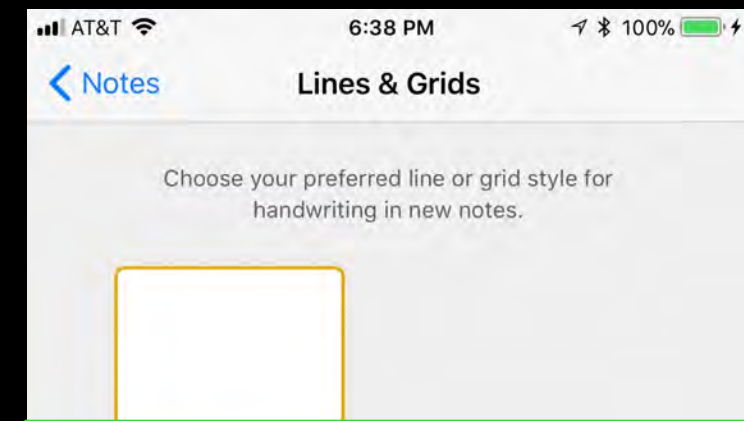 AT&T 6:38 PM 100%
Notes Lines & Grids
Choose your preferred line or grid style for
handwriting in new notes.